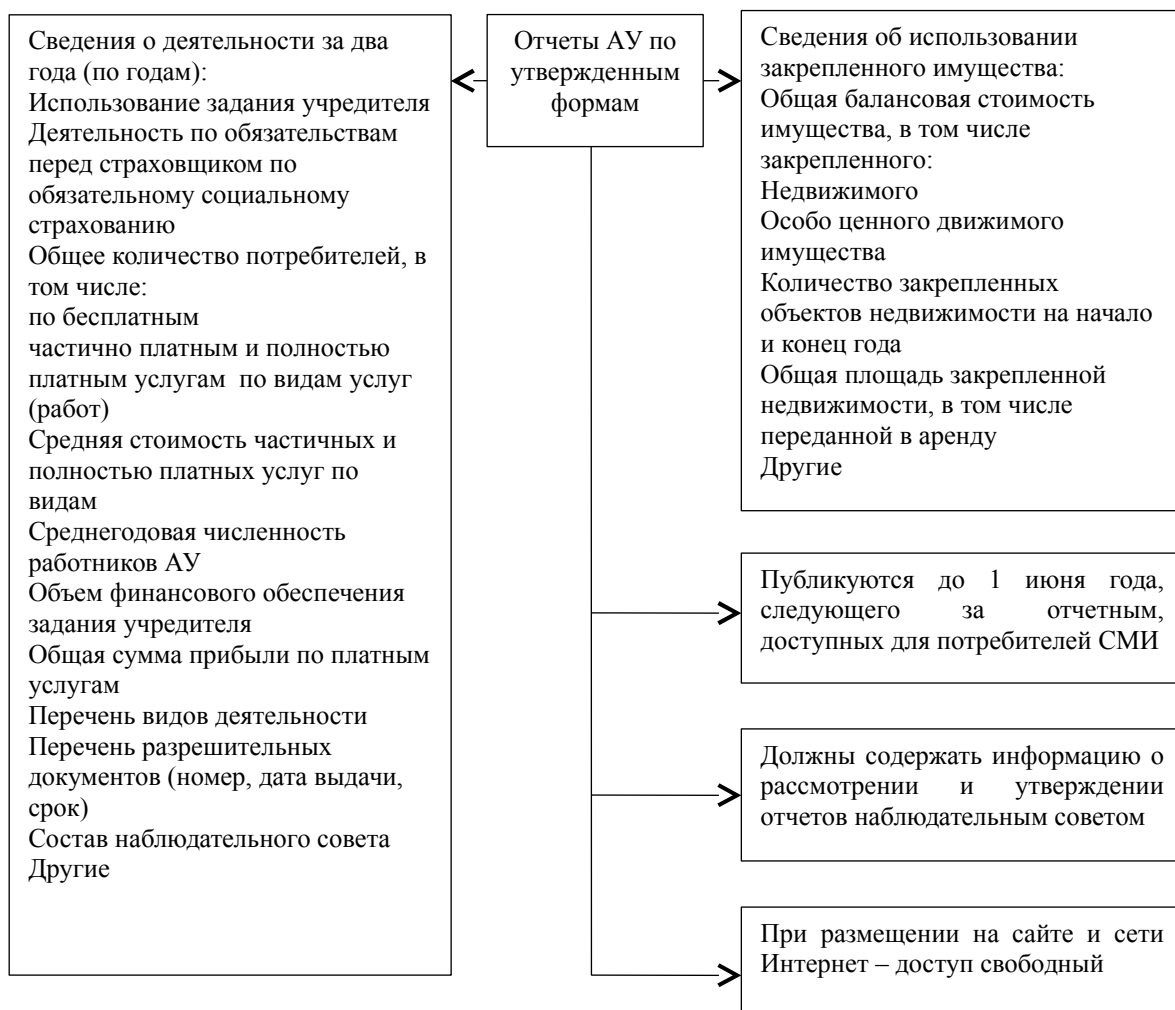 Сведения о деятельности за два
года (по годам):
Использование задания учредителя
Деятельность по обязательствам
перед страховщиком по
обязательному социальному
страхованию
Общее количество потребителей, в
том числе:
по бесплатным
частично платным и полностью
платным услугам по видам услуг
(работ)
Средняя стоимость частичных и
полностью платных услуг по
видам
Среднегодовая численность
работников АУ
Объем финансового обеспечения
задания учредителя
Общая сумма прибыли по платным
услугам
Перечень видов деятельности
Перечень разрешительных
документов (номер, дата выдачи,
срок)
Состав наблюдательного совета
Другие
Отчеты АУ по
утвержденным
формам
Сведения об использовании
закрепленного имущества:
Общая балансовая стоимость
имущества, в том числе
закрепленного:
Недвижимого
Особо ценного движимого
имущества
Количество закрепленных
объектов недвижимости на начало
и конец года
Общая площадь закрепленной
недвижимости, в том числе
переданной в аренду
Другие
Публикуются до 1 июня года,
следующего за отчетным,
доступных для потребителей СМИ
Должны содержать информацию о
рассмотрении и утверждении
отчетов наблюдательным советом
При размещении на сайте и сети
Интернет – доступ свободный